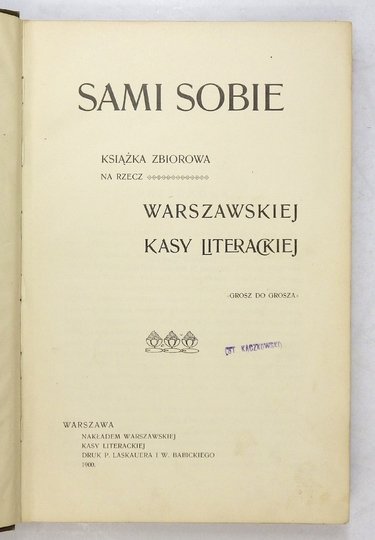 SAMI SOBIE
KSIĄŻKA ZBIOROWA
NA RZECZ
WARSZAWSKIEJ
KASY LITERACKIEJ
«GROSZ DO GROSZA»
KACZKOWSKI
WARSZAWA
NAKŁADEM WARSZAWSKIEJ
KASY LITERACKIEJ
DRUK P. LASKAUERA I W. BABICKIEGO
1900.